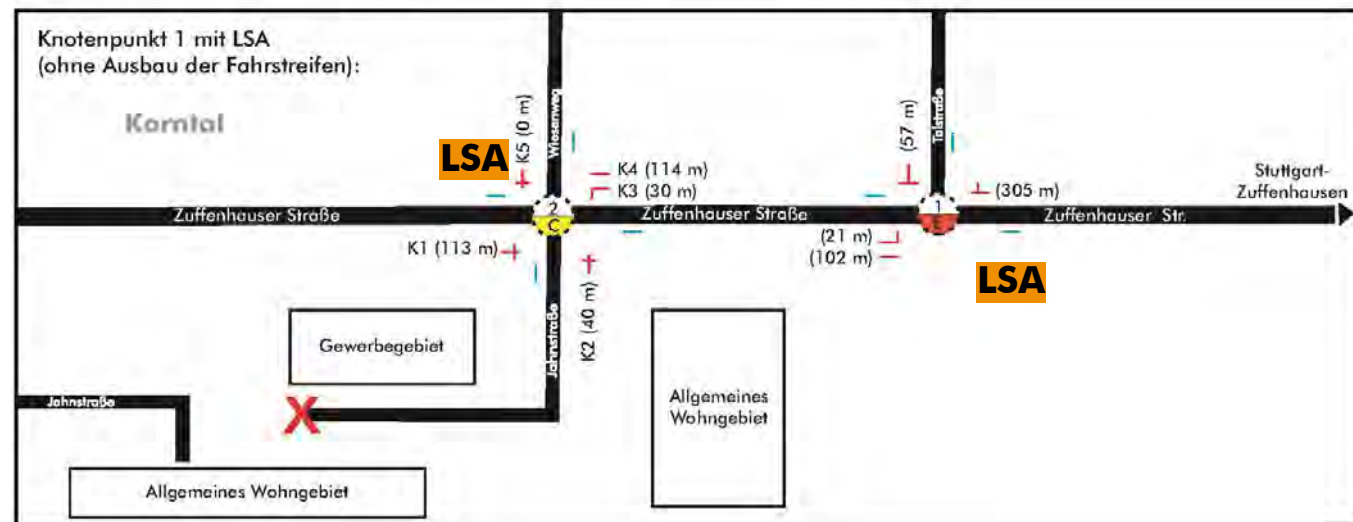 Knotenpunkt 1 mit LSA
(ohne Ausbau der Fahrstreifen):
Korntal
LSA
K5 (0 m)
Wiesenweg
K4 (114 m)
K3 (30 m)
(57 m)
Talstraße
(305 m)
Stuttgart-
Zuffenhausen
Zuffenhauser Straße
2
C
Zuffenhauser Straße
1
E
Zuffenhauser Str.
K1 (113 m)
(21 m)
(102 m)
LSA
K2 (40 m)
Jahnstraße
Gewerbegebiet
Allgemeines
Wohngebiet
Jahnstraße
X
Allgemeines Wohngebiet